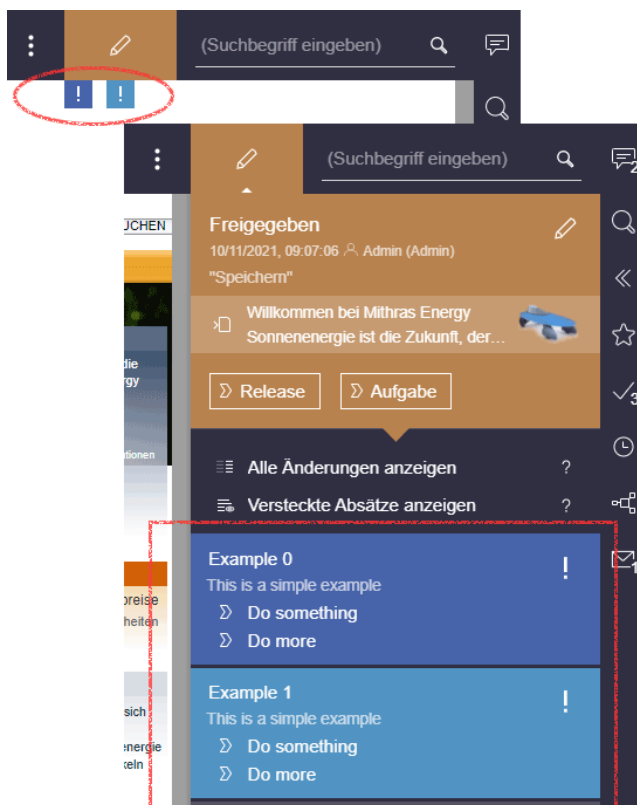 (Suchbegriff eingeben)
! !
(Suchbegriff eingeben)
2
UCHEN
Freigegeben
10/11/2021, 09:07:06 Admin (Admin)
"Speichern"
Willkommen bei Mithras Energy
Sonnenenergie ist die Zukunft, der...
die
rgy
3
Release
Aufgabe
tionen
Alle Änderungen anzeigen ?
Versteckte Absätze anzeigen ?
Example 0 !
1
This is a simple example
preise
Do something
heiten
Do more
Example 1 !
This is a simple example
sich
Do something
energie
Do more
keln